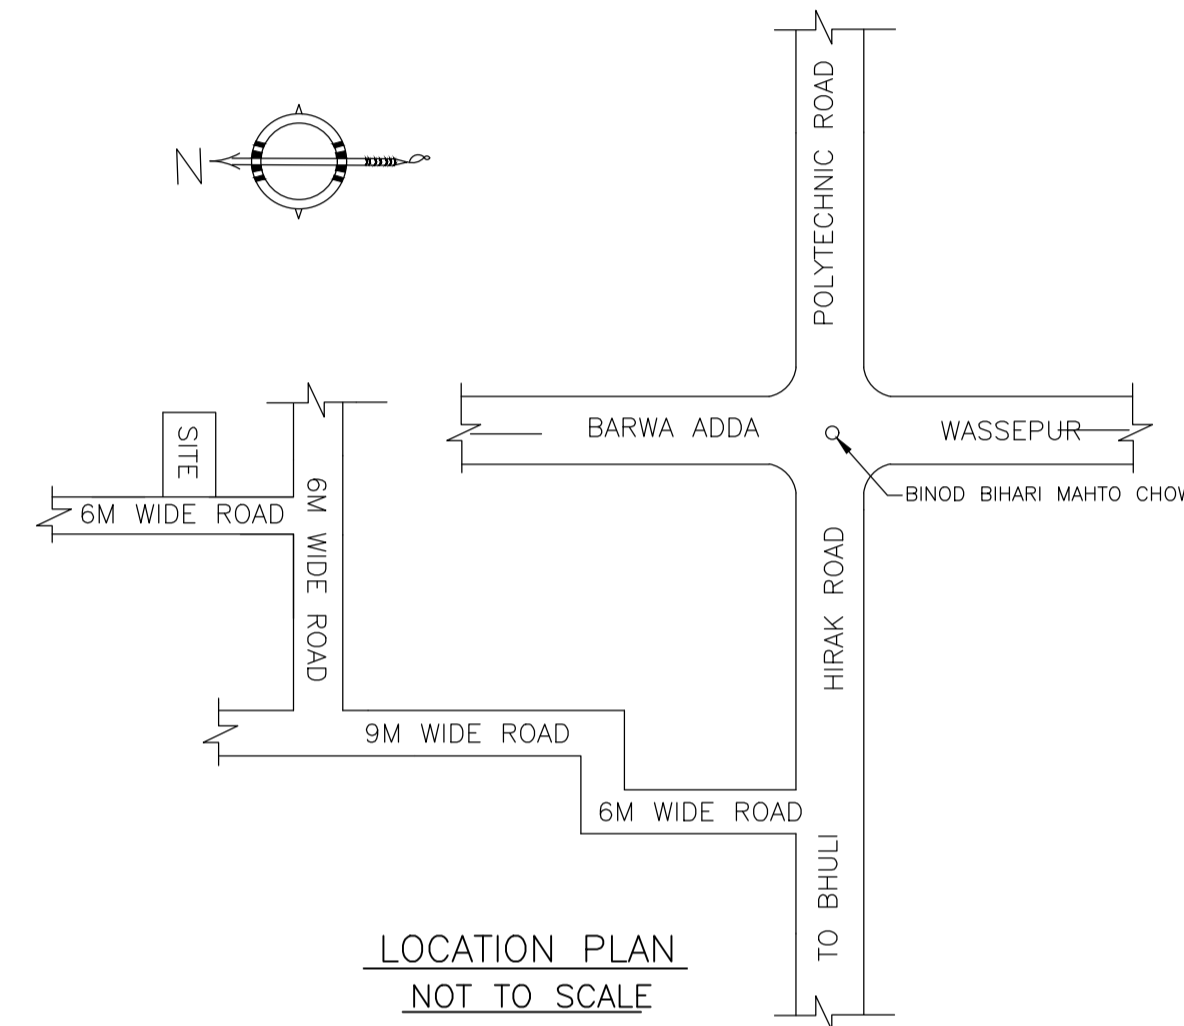 POLYTECHNIC ROAD
N
BARWA ADDA
WASSEPUR
SITE
BINOD BIHARI MAHTO CHOW
6M WIDE ROAD
6M WIDE ROAD
HIRAK ROAD
9M WIDE ROAD
6M WIDE ROAD
TO BHULI
LOCATION PLAN
NOT TO SCALE